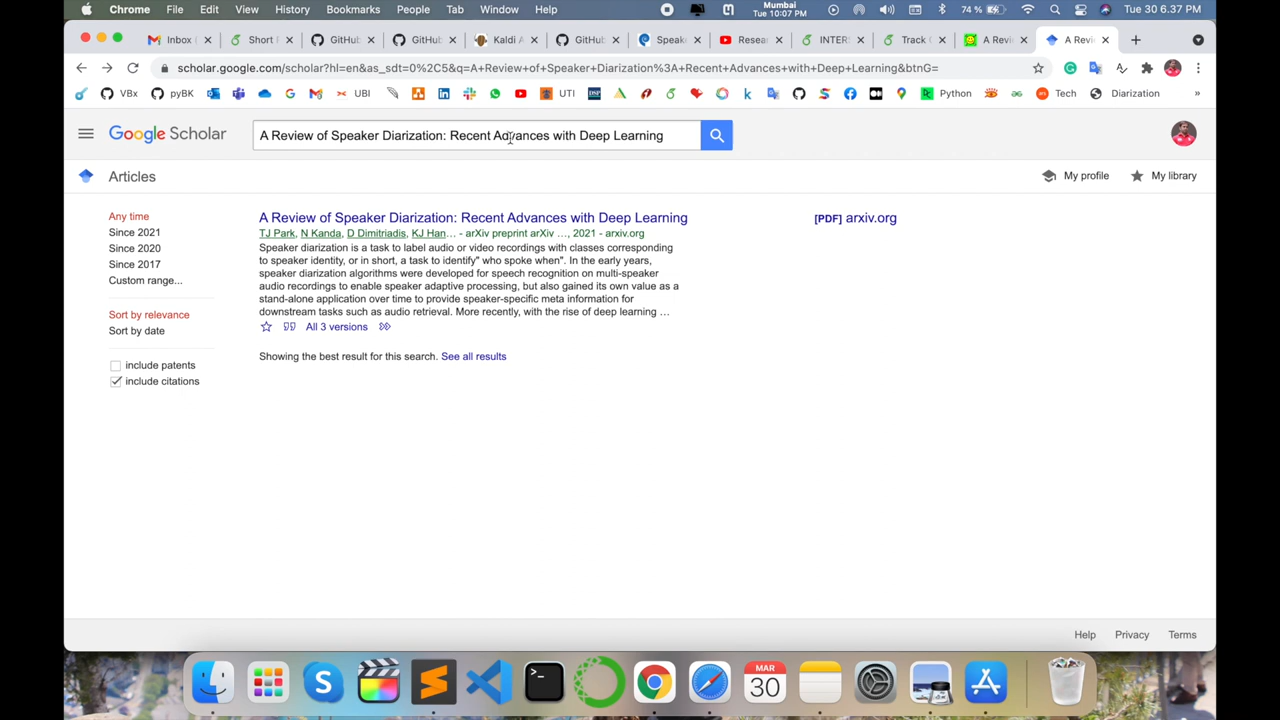 Chrome File Edit View History Bookmarks People Tab Window Help Mumbai Tue 10:07 PM 74 % Tue 30 6.37 PM
Inbox Short GitHub GitHub Kaldi GitHub Speak Resea INTER Track A Revi A Revi
scholar.google.com/scholar?hl=en&as_sdt=0%2C5&q=A+Review+of+Speaker+Diarization%3A+Recent+Advances+with+Deep+Learning&btnG=
VBx pyBK UBI UTI DSP Python Tech Diarization »
Google Scholar A Review of Speaker Diarization: Recent Advances with Deep Learning
Articles My profile My library
Any time
Since 2021
Since 2020
Since 2017
Custom range...
Sort by relevance
Sort by date
include patents
include citations
A Review of Speaker Diarization: Recent Advances with Deep Learning
TJ Park, N Kanda, D Dimitriadis, KJ Han… - arXiv preprint arXiv …, 2021 - arxiv.org
Speaker diarization is a task to label audio or video recordings with classes corresponding
to speaker identity, or in short, a task to identify" who spoke when". In the early years,
speaker diarization algorithms were developed for speech recognition on multi-speaker
audio recordings to enable speaker adaptive processing, but also gained its own value as a
stand-alone application over time to provide speaker-specific meta information for
downstream tasks such as audio retrieval. More recently, with the rise of deep learning …
All 3 versions
Showing the best result for this search. See all results
[PDF] arxiv.org
Help Privacy Terms
MAR
30